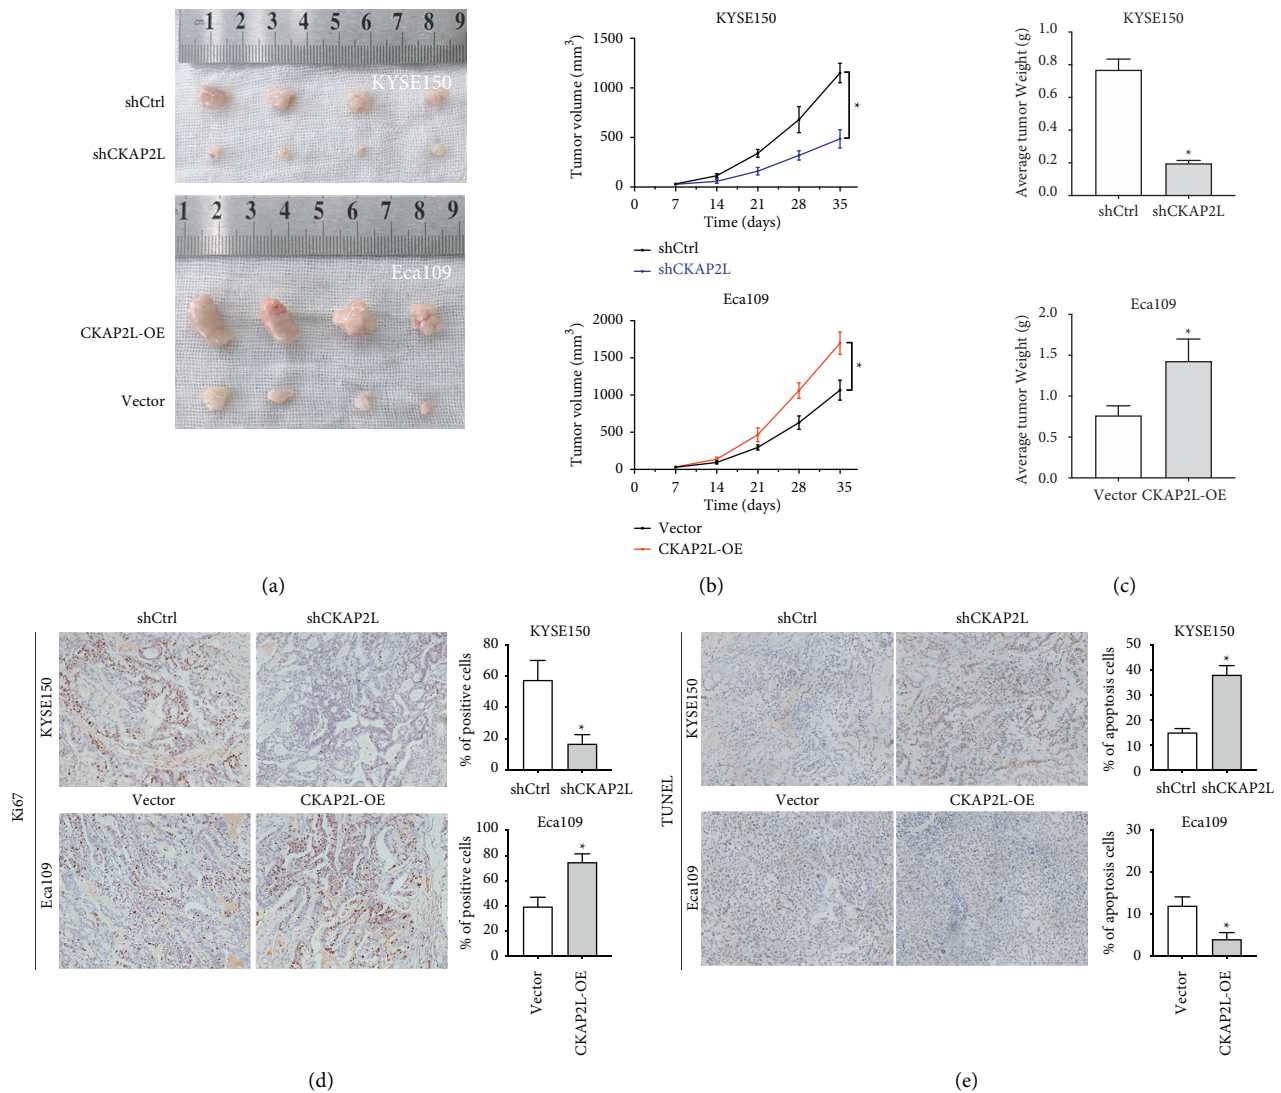 cm 1 2 3 4 5 6 7 8 9
KYSE150
shCtrl
shCKAP2L
1 2 3 4 5 6 7 8 9
Eca109
CKAP2L-OE
Vector
(a)
KYSE150
Tumor volume (mm³)
1500
1000
500
0
0 7 14 21 28 35
Time (days)
*
shCtrl
shCKAP2L
Eca109
Tumor volume (mm³)
2000
1500
1000
500
0
0 7 14 21 28 35
Time (days)
*
Vector
CKAP2L-OE
(b)
KYSE150
Average tumor Weight (g)
1.0
0.8
0.6
0.4
0.2
0.0
*
shCtrl shCKAP2L
Eca109
Average tumor Weight (g)
2.0
1.5
1.0
0.5
0.0
*
Vector CKAP2L-OE
(c)
Ki67
shCtrl shCKAP2L
KYSE150
Vector CKAP2L-OE
Eca109
KYSE150
% of positive cells
80
60
40
20
0
*
shCtrl shCKAP2L
Eca109
% of positive cells
100
80
60
40
20
0
*
Vector
CKAP2L-OE
(d)
TUNEL
shCtrl shCKAP2L
KYSE150
Vector CKAP2L-OE
Eca109
KYSE150
% of apoptosis cells
50
40
30
20
10
0
*
shCtrl shCKAP2L
Eca109
% of apoptosis cells
30
20
10
0
*
Vector
CKAP2L-OE
(e)